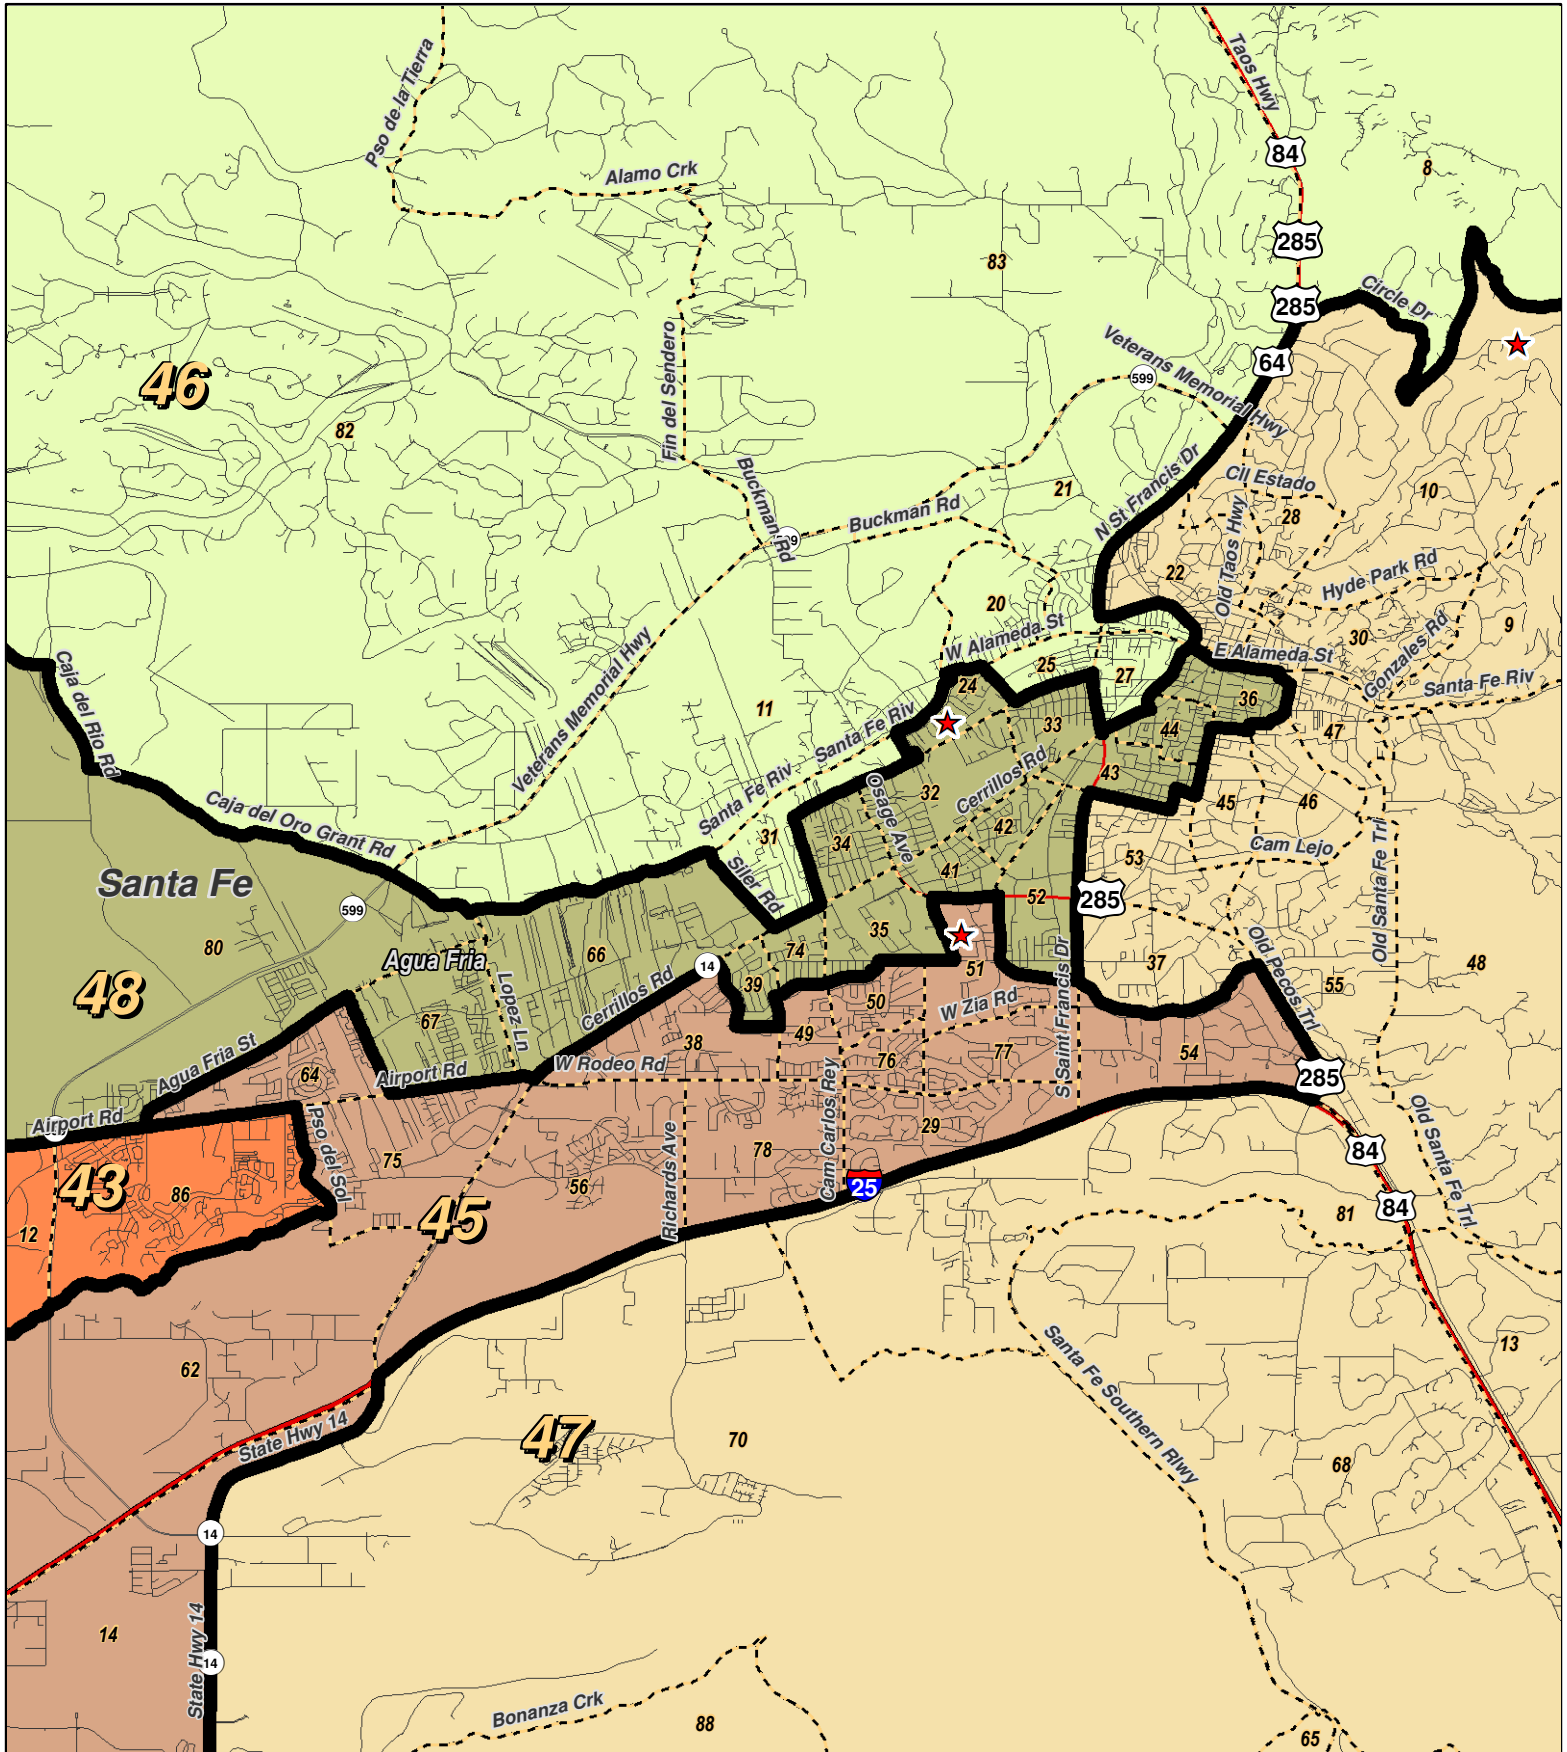 Pso de la Tierra
Taos Hwy
84
8
Alamo Crk
285
83
285
Circle Dr
Fin del Sendero
Veterans Memorial Hwy
64
599
46
82
Buckman Rd
21
N St Francis Dr
Cll Estado
10
Buckman Rd
28
Old Taos Hwy
22
Hyde Park Rd
20
W Alameda St
30
Gonzales Rd
9
E Alameda St
25
27
24
36
Santa Fe Riv
Caja del Rio Rd
Veterans Memorial Hwy
11
Santa Fe Riv
33
44
47
43
Santa Fe Riv
Osage Ave
32
Cerrillos Rd
45
46
Caja del Oro Grant Rd
31
34
42
Cam Lejo
53
Old Santa Fe Trl
Santa Fe
Siler Rd
41
52
285
599
80
Agua Fria
66
35
74
48
Lopez Ln
14
39
51
37
Old Pecos Trl
55
48
67
Cerrillos Rd
50
W Zia Rd
S Saint Francis Dr
Agua Fria St
38
49
76
77
54
64
Airport Rd
W Rodeo Rd
285
Airport Rd
Pso del Sol
Richards Ave
Cam Carlos Rey
29
Old Santa Fe Trl
43
86
75
78
84
12
56
25
45
84
81
Santa Fe Southern Rlwy
13
62
State Hwy 14
47
70
68
14
14
State Hwy 14
14
Bonanza Crk
88
65